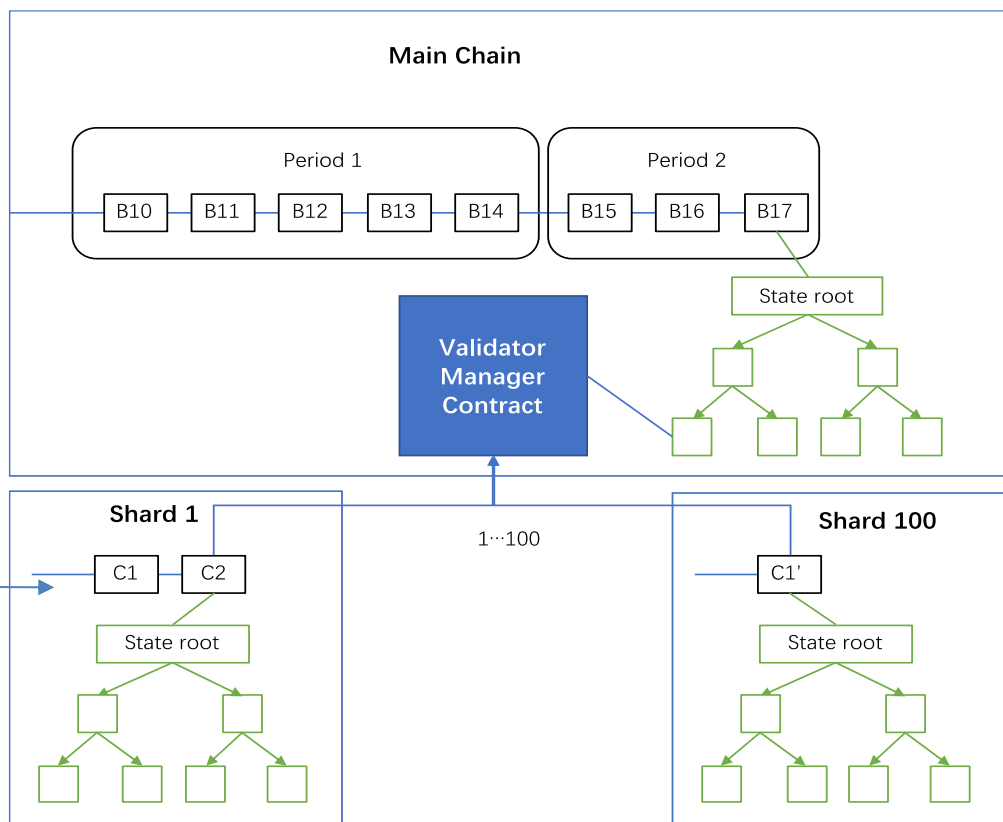 Main Chain
Period 1
Period 2
B10
B11
B12
B13
B14
B15
B16
B17
State root
Validator
Manager
Contract
Shard 1
1···100
Shard 100
C1
C2
C1’
State root
State root